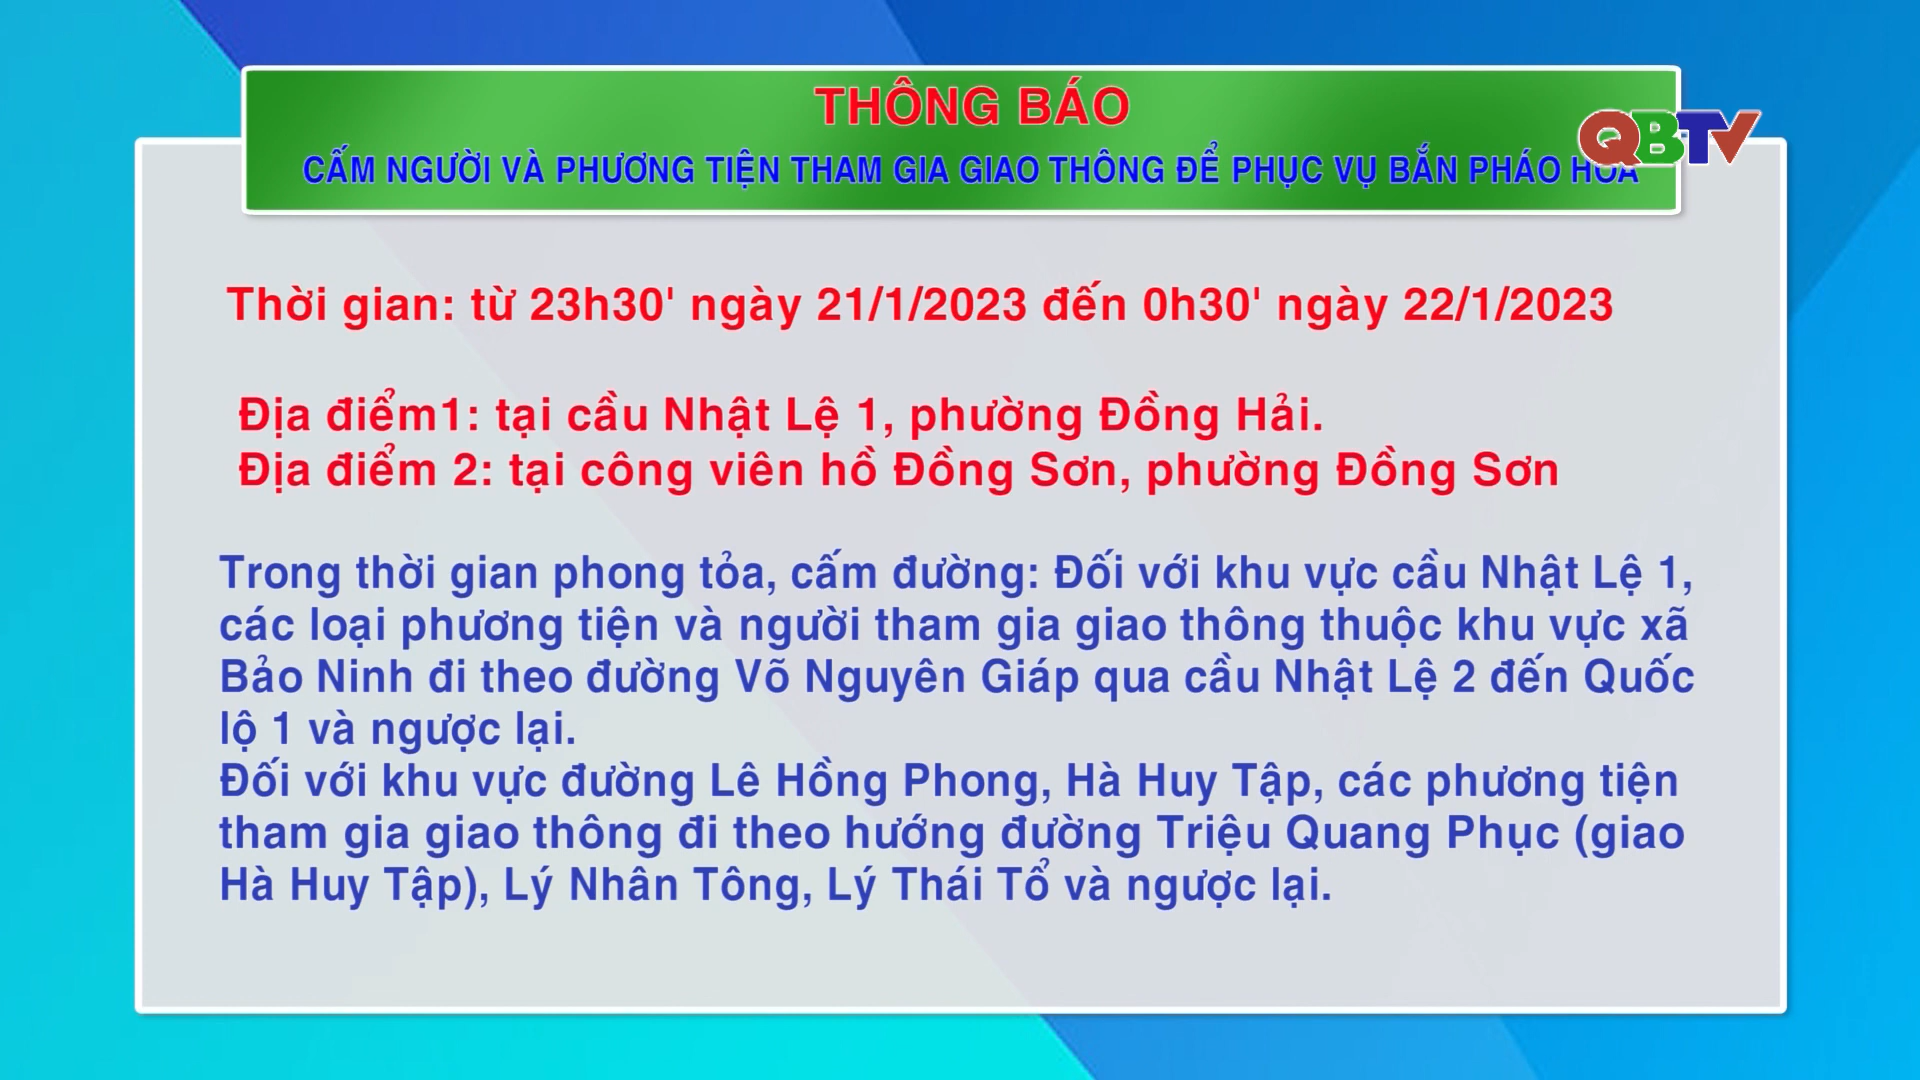 THÔNG BÁO
QBTV
CẤM NGƯỜI VÀ PHƯƠNG TIỆN THAM GIA GIAO THÔNG ĐỂ PHỤC VỤ BẮN PHÁO HOA
Thời gian: từ 23h30' ngày 21/1/2023 đến 0h30' ngày 22/1/2023
Địa điểm1: tại cầu Nhật Lệ 1, phường Đồng Hải.
Địa điểm 2: tại công viên hồ Đồng Sơn, phường Đồng Sơn
Trong thời gian phong tỏa, cấm đường: Đối với khu vực cầu Nhật Lệ 1,
các loại phương tiện và người tham gia giao thông thuộc khu vực xã
Bảo Ninh đi theo đường Võ Nguyên Giáp qua cầu Nhật Lệ 2 đến Quốc
lộ 1 và ngược lại.
Đối với khu vực đường Lê Hồng Phong, Hà Huy Tập, các phương tiện
tham gia giao thông đi theo hướng đường Triệu Quang Phục (giao
Hà Huy Tập), Lý Nhân Tông, Lý Thái Tổ và ngược lại.